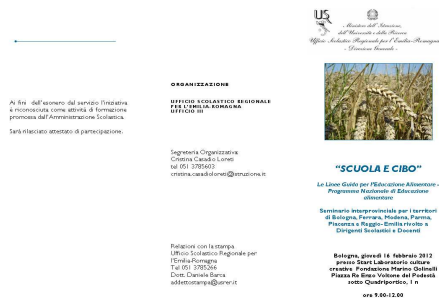 Ai fini dell'esonero dal servizio l'iniziativa
è riconosciuta come attività di formazione
promossa dall'Amministrazione Scolastica.
Sarà rilasciato attestato di partecipazione.
ORGANIZZAZIONE
UFFICIO SCOLASTICO REGIONALE
PER L'EMILIA-ROMAGNA
UFFICIO III
Segreteria Organizzativa:
Cristina Casadio Loreti
tel 051 3785603
cristina.casadioloreti@istruzione.it
Relazioni con la stampa
Ufficio Scolastico Regionale per
l'Emilia-Romagna
Tel 051 3785266
Dott. Daniele Barca
addettostampa@usrer.it
USR
Ministero dell'Istruzione,
dell'Università e della Ricerca
Ufficio Scolastico Regionale per l'Emilia-Romagna
- Direzione Generale -
"SCUOLA E CIBO"
Le Linee Guida per l'Educazione Alimentare -
Programma Nazionale di Educazione
alimentare
Seminario interprovinciale per i territori
di Bologna, Ferrara, Modena, Parma,
Piacenza e Reggio- Emilia rivolto a
Dirigenti Scolastici e Docenti
Bologna, giovedì 16 febbraio 2012
presso Start Laboratorio culture
creative Fondazione Marino Golinelli
Piazza Re Enzo Voltone del Podestà
sotto Quadriportico, 1 n
ore 9.00-12.00